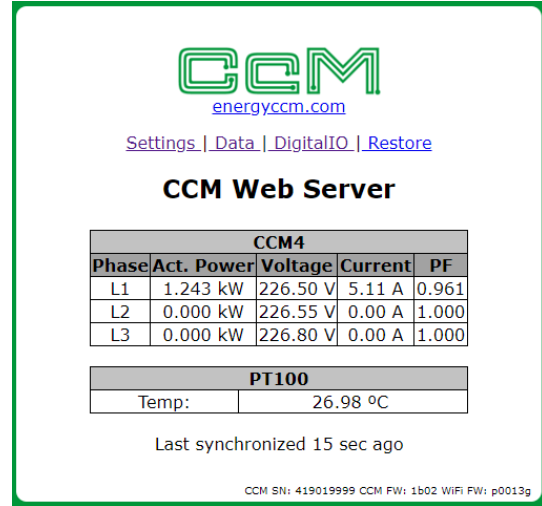 CCM
energyccm.com
Settings | Data | DigitalIO | Restore
CCM Web Server
CCM4
Phase Act. Power Voltage Current PF
L1 1.243 kW 226.50 V 5.11 A 0.961
L2 0.000 kW 226.55 V 0.00 A 1.000
L3 0.000 kW 226.80 V 0.00 A 1.000
PT100
Temp: 26.98 ºC
Last synchronized 15 sec ago
CCM SN: 419019999 CCM FW: 1b02 WiFi FW: p0013g